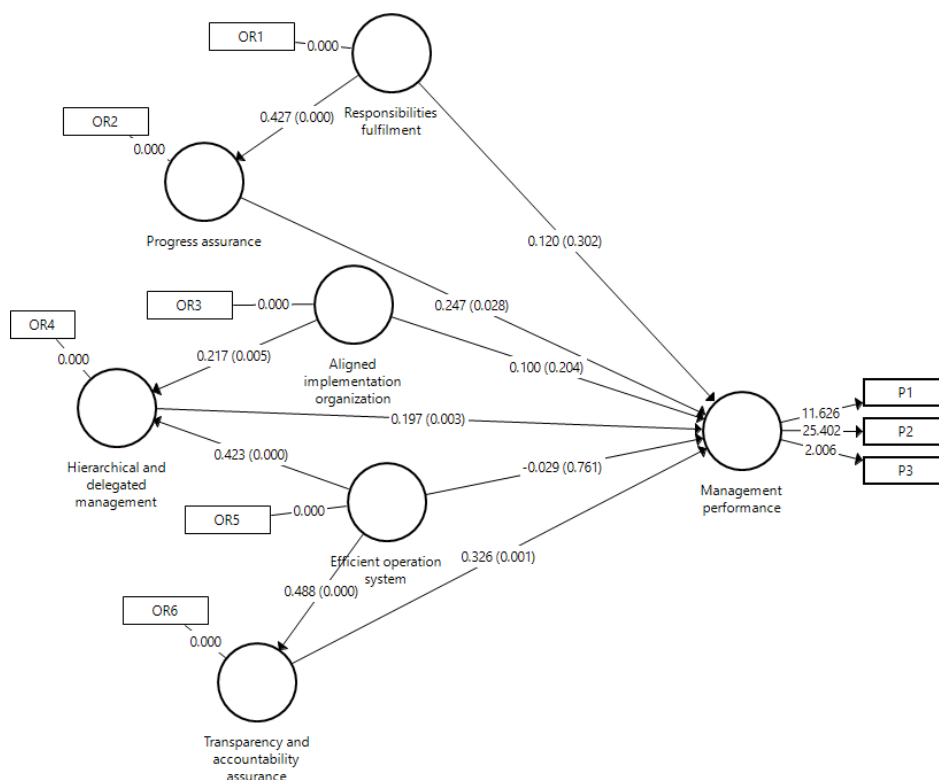 OR1
0.000
Responsibilities
fulfilment
0.427 (0.000)
OR2
0.000
Progress assurance
0.120 (0.302)
0.247 (0.028)
OR3
0.000
Aligned
implementation
organization
0.217 (0.005)
0.100 (0.204)
OR4
0.000
Hierarchical and
delegated
management
0.197 (0.003)
0.423 (0.000)
-0.029 (0.761)
Management
performance
11.626
P1
25.402
P2
2.006
P3
OR5
0.000
Efficient operation
system
0.488 (0.000)
0.326 (0.001)
OR6
0.000
Transparency and
accountability
assurance